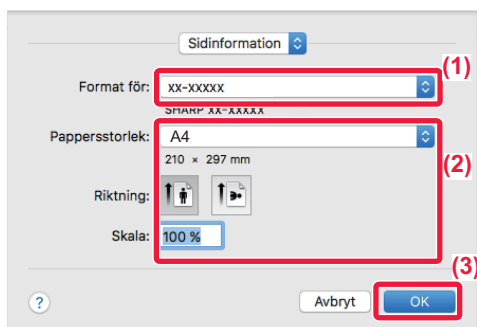 Sidinformation
(1)
Format för: xx-xxxxx
SHARP xx-xxxxx
Pappersstorlek: A4
210 × 297 mm
(2)
Riktning:
Skala: 100 %
(3)
? Avbryt OK